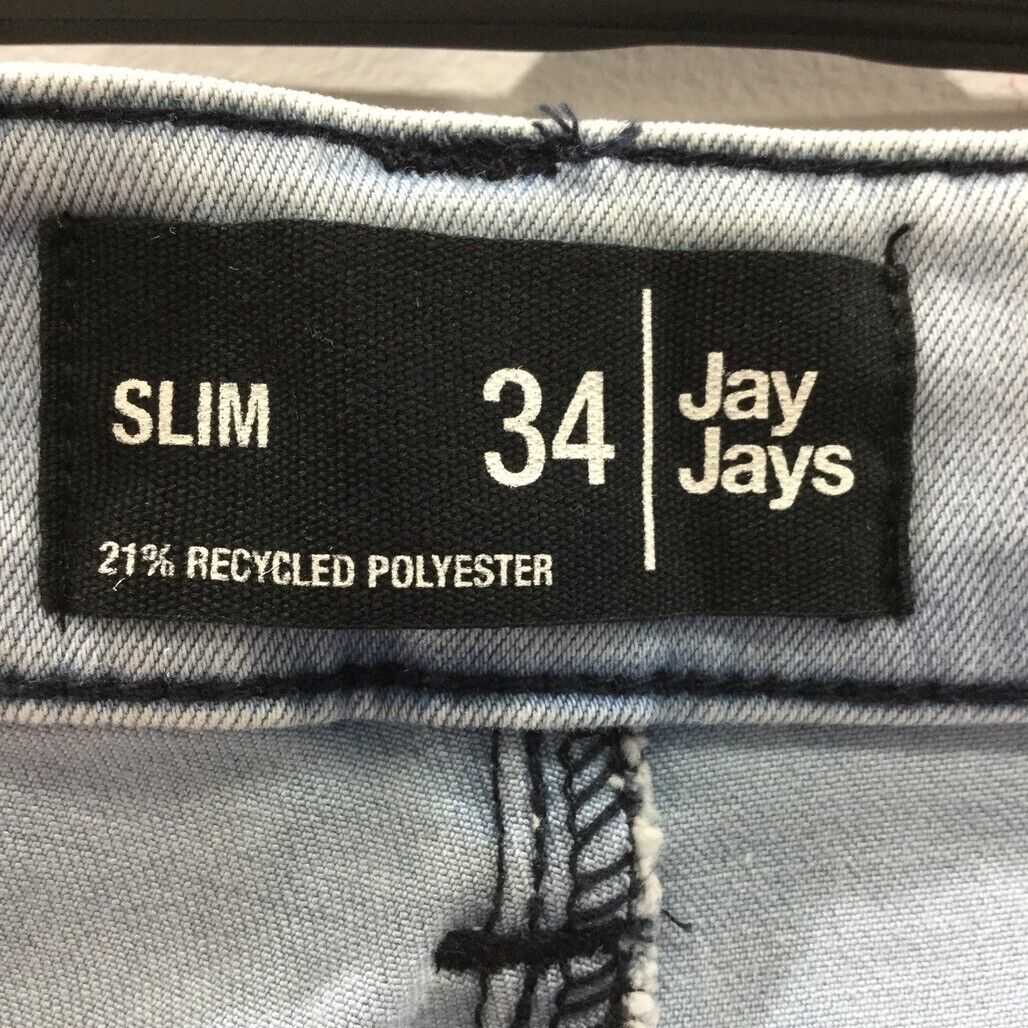 SLIM
34
Jay
Jays
21% RECYCLED POLYESTER